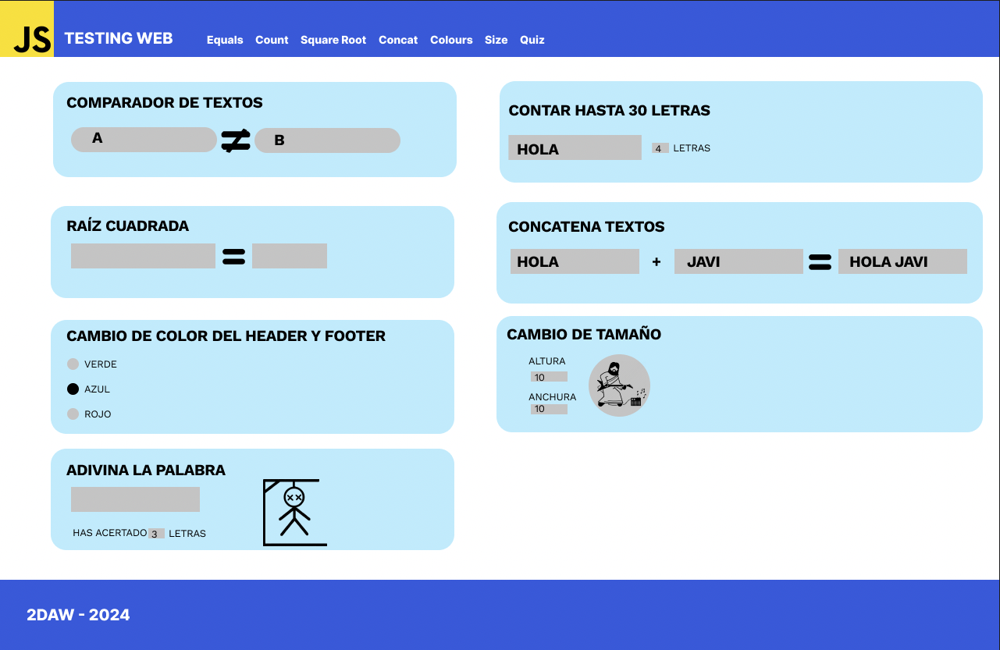 JS TESTING WEB Equals Count Square Root Concat Colours Size Quiz
COMPARADOR DE TEXTOS
A ≠ B
CONTAR HASTA 30 LETRAS
HOLA 4 LETRAS
RAÍZ CUADRADA
=
CONCATENA TEXTOS
HOLA + JAVI = HOLA JAVI
CAMBIO DE COLOR DEL HEADER Y FOOTER
VERDE
AZUL
ROJO
CAMBIO DE TAMAÑO
ALTURA
10
ANCHURA
10
ADIVINA LA PALABRA
HAS ACERTADO 3 LETRAS
2DAW - 2024